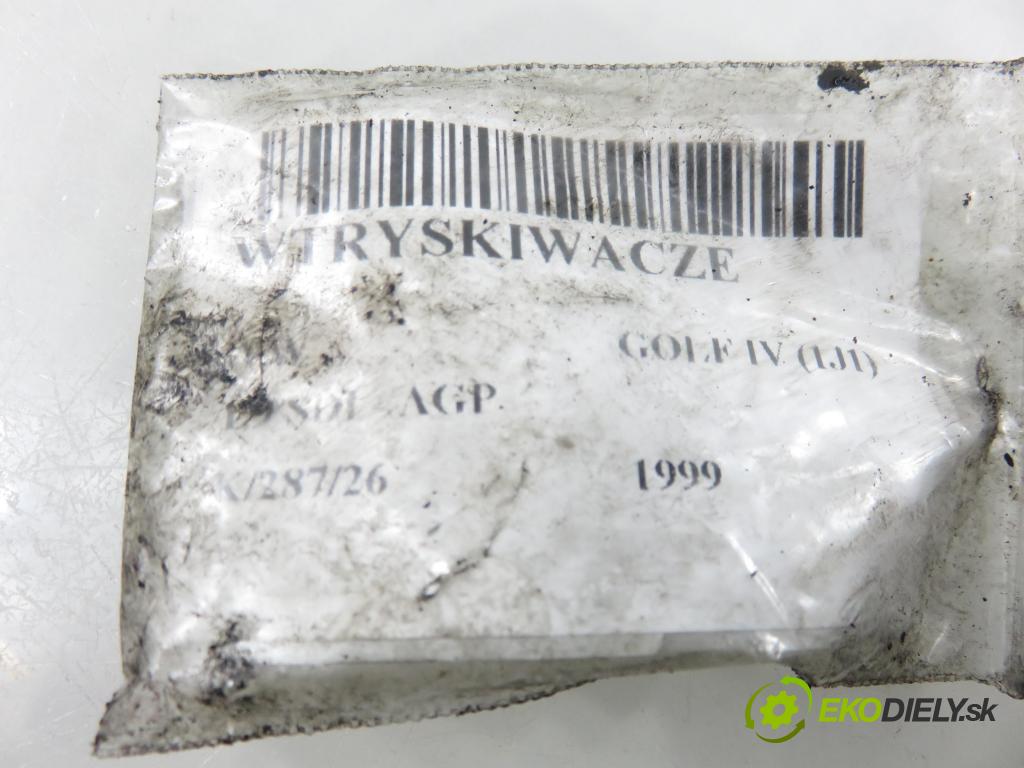 WTRYSKIWACZE
GOLF IV (1J1)
AGP
K/287/26 1999
EKODIELY.sk